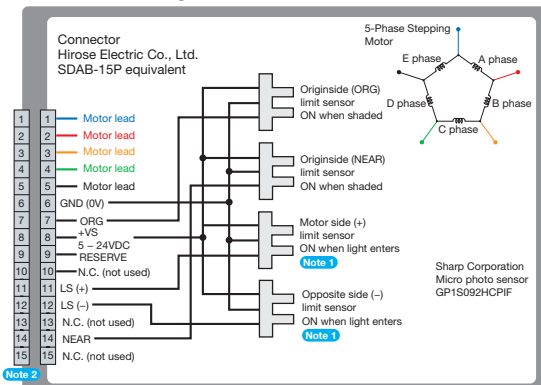 Connector
Hirose Electric Co., Ltd.
SDAB-15P equivalent
5-Phase Stepping
Motor
E phase
A phase
D phase
B phase
C phase
1 1 Motor lead
2 2 Motor lead
3 3 Motor lead
4 4 Motor lead
5 5 Motor lead
6 6 GND (0V)
7 7 ORG
8 8 +VS
5 – 24VDC
9 9 RESERVE
10 10 N.C. (not used)
11 11 LS (+)
12 12 LS (–)
13 13 N.C. (not used)
14 14 NEAR
15 15 N.C. (not used)
Note 2
Originside (ORG)
limit sensor
ON when shaded
Originside (NEAR)
limit sensor
ON when shaded
Motor side (+)
limit sensor
ON when light enters
Note 1
Opposite side (–)
limit sensor
ON when light enters
Note 1
Sharp Corporation
Micro photo sensor
GP1S092HCPIF